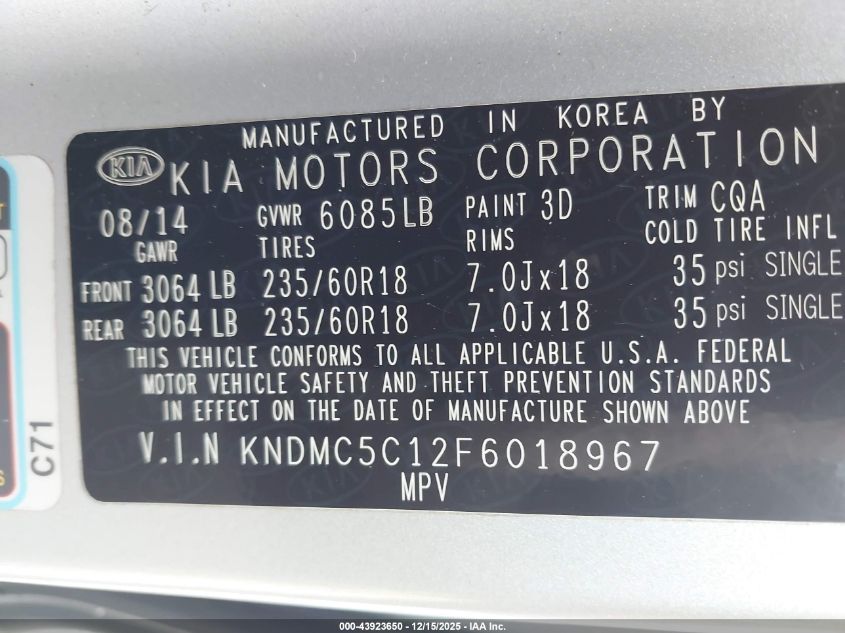 MANUFACTURED IN KOREA BY
KIA KIA MOTORS CORPORATION
08/14 GVWR 6085LB PAINT 3D TRIM CQA
GAWR TIRES RIMS COLD TIRE INFL
FRONT 3064 LB 235/60R18 7.0Jx18 35 psi SINGLE
REAR 3064 LB 235/60R18 7.0Jx18 35 psi SINGLE
THIS VEHICLE CONFORMS TO ALL APPLICABLE U.S.A. FEDERAL
MOTOR VEHICLE SAFETY AND THEFT PREVENTION STANDARDS
IN EFFECT ON THE DATE OF MANUFACTURE SHOWN ABOVE
V.I.N KNDMC5C12F6018967
MPV
C71
000-43923650 - 12/15/2025 - IAA Inc.